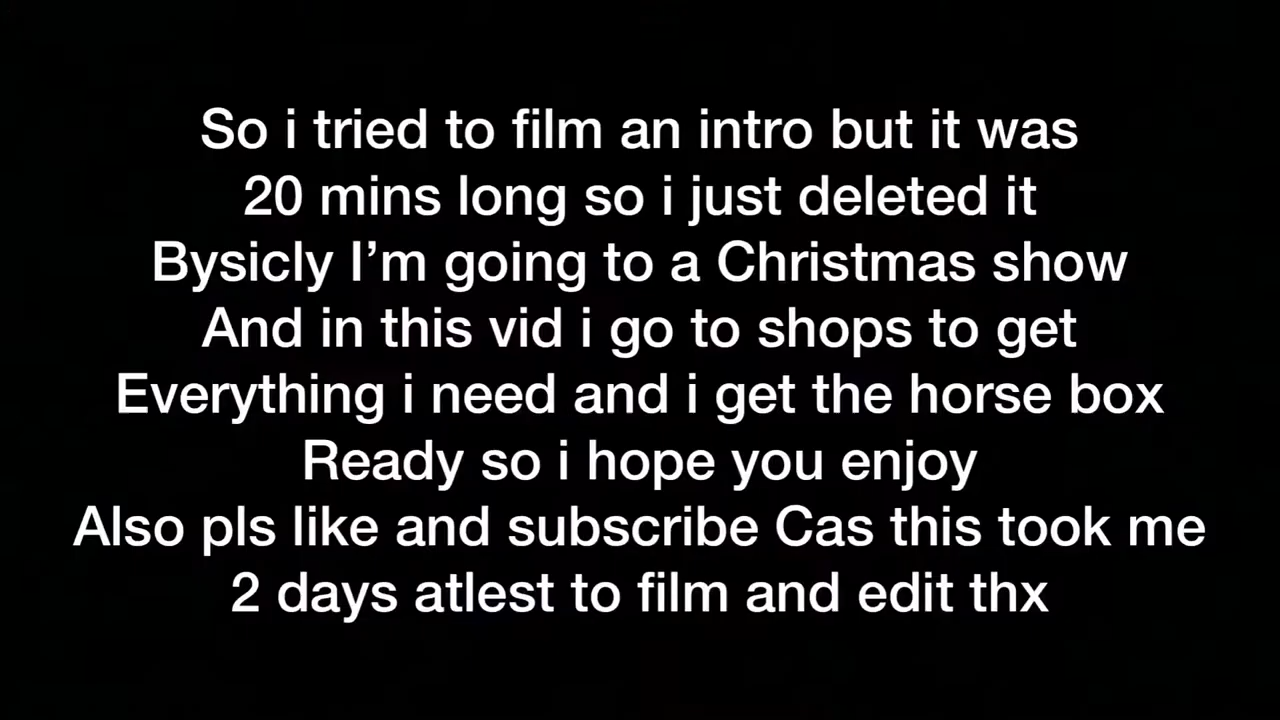 So i tried to film an intro but it was
20 mins long so i just deleted it
Bysicly I’m going to a Christmas show
And in this vid i go to shops to get
Everything i need and i get the horse box
Ready so i hope you enjoy
Also pls like and subscribe Cas this took me
2 days atlest to film and edit thx